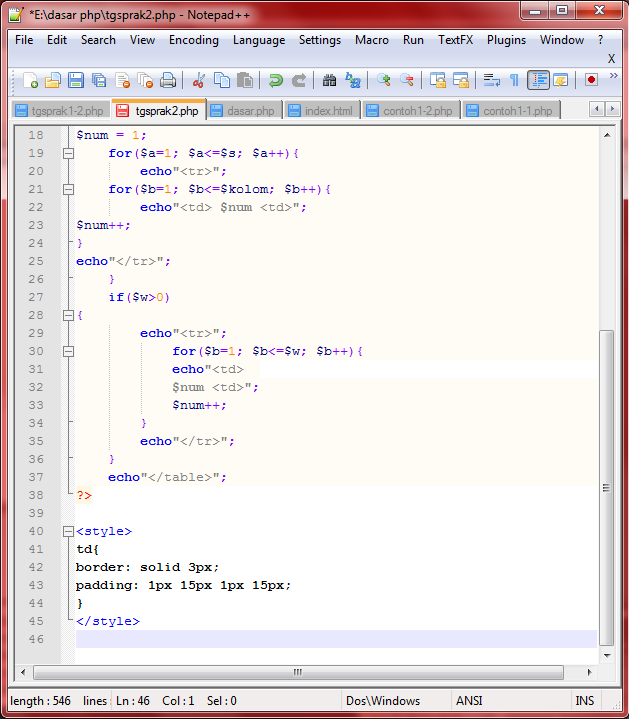 *E:\dasar php\tgsprak2.php - Notepad++
File Edit Search View Encoding Language Settings Macro Run TextFX Plugins Window ?
X
tgsprak1-2.php tgsprak2.php dasar.php index.html contoh1-2.php contoh1-1.php
18 $num = 1;
19 for($a=1; $a<=$s; $a++){
20 echo"<tr>";
21 for($b=1; $b<=$kolom; $b++){
22 echo"<td> $num <td>";
23 $num++;
24 }
25 echo"</tr>";
26 }
27 if($w>0)
28 {
29 echo"<tr>";
30 for($b=1; $b<=$w; $b++){
31 echo"<td>
32 $num <td>";
33 $num++;
34 }
35 echo"</tr>";
36 }
37 echo"</table>";
38 ?>
39
40 <style>
41 td{
42 border: solid 3px;
43 padding: 1px 15px 1px 15px;
44 }
45 </style>
46
length : 546 lines Ln : 46 Col : 1 Sel : 0 Dos\Windows ANSI INS